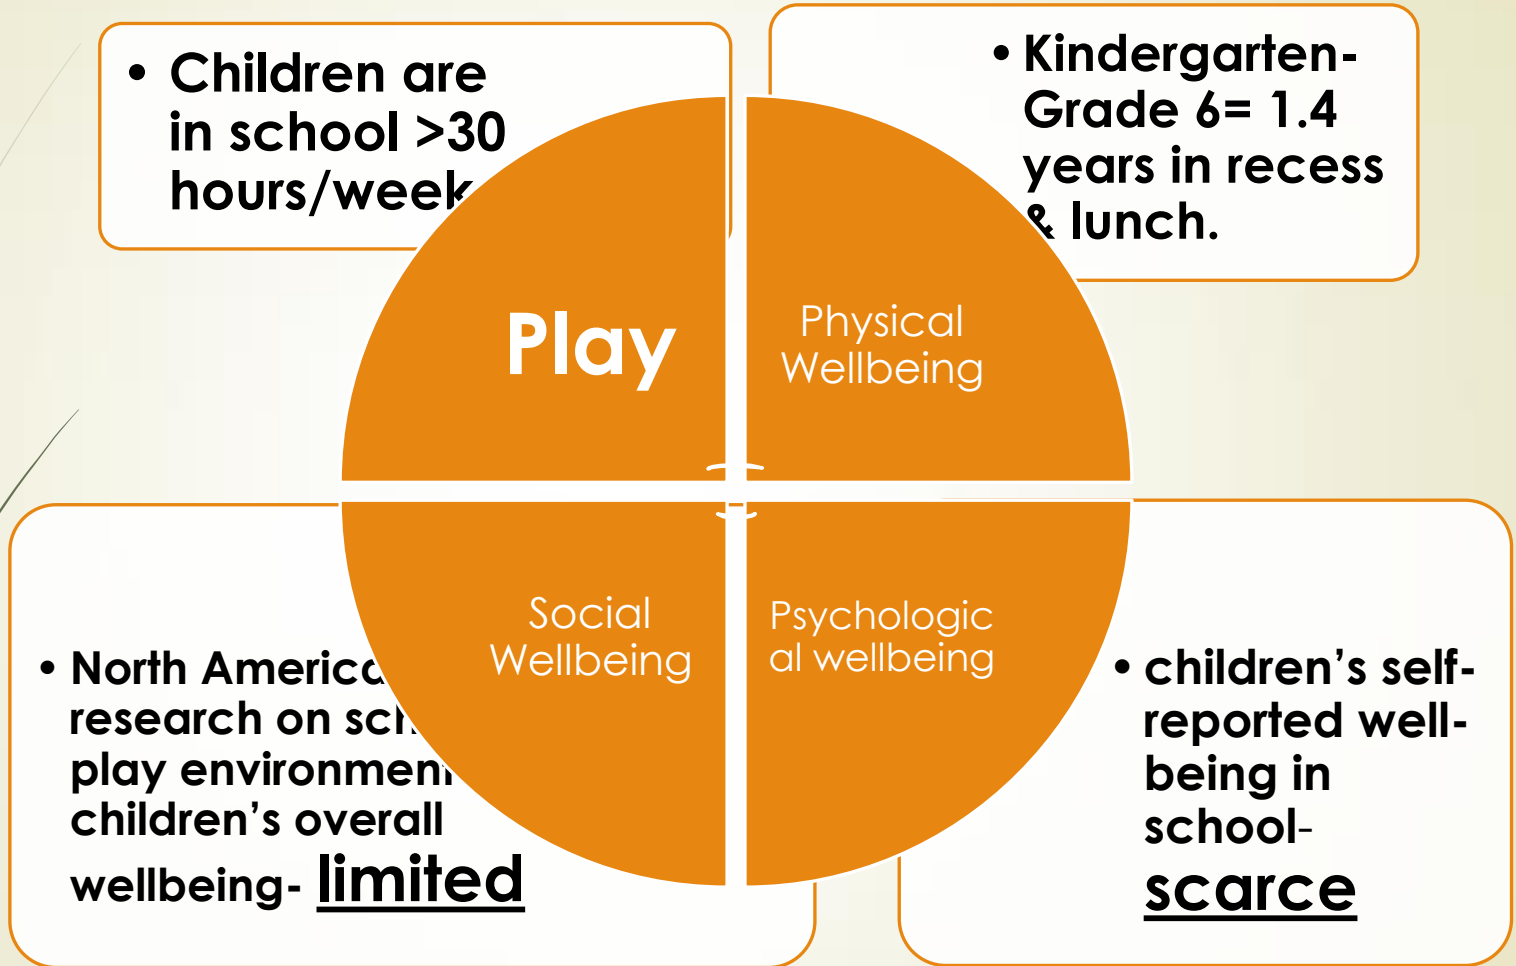 • Children are
in school >30
hours/week
• Kindergarten-
Grade 6= 1.4
years in recess
& lunch.
Play
Physical
Wellbeing
Social
Wellbeing
Psychologic
al wellbeing
• North America
research on
play environment
children's overall
wellbeing- limited
• children's self-
reported well-
being in
school-
scarce